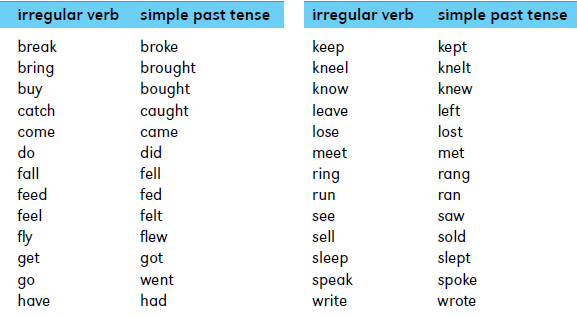 irregular verb simple past tense
break broke
bring brought
buy bought
catch caught
come came
do did
fall fell
feed fed
feel felt
fly flew
get got
go went
have had
irregular verb simple past tense
keep kept
kneel knelt
know knew
leave left
lose lost
meet met
ring rang
run ran
see saw
sell sold
sleep slept
speak spoke
write wrote